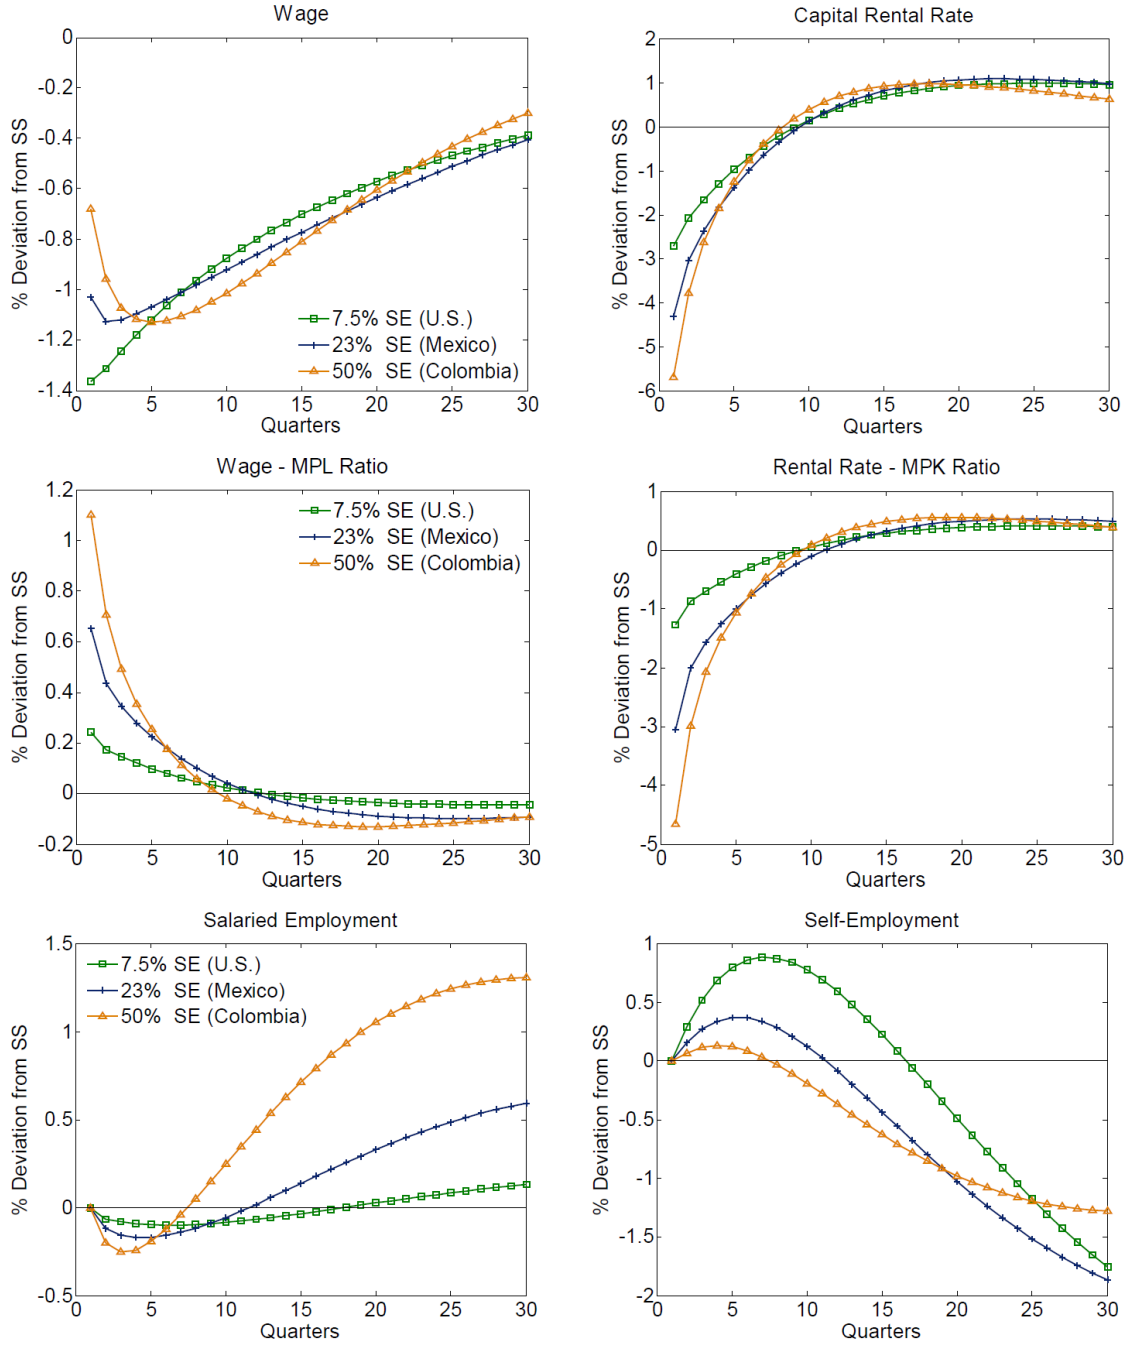 Wage
% Deviation from SS
0
-0.2
-0.4
-0.6
-0.8
-1
-1.2
-1.4
7.5% SE (U.S.)
23% SE (Mexico)
50% SE (Colombia)
0 5 10 15 20 25 30
Quarters
Capital Rental Rate
% Deviation from SS
2
1
0
-1
-2
-3
-4
-5
-6
0 5 10 15 20 25 30
Quarters
Wage - MPL Ratio
% Deviation from SS
1.2
1
0.8
0.6
0.4
0.2
0
-0.2
7.5% SE (U.S.)
23% SE (Mexico)
50% SE (Colombia)
0 5 10 15 20 25 30
Quarters
Rental Rate - MPK Ratio
% Deviation from SS
1
0
-1
-2
-3
-4
-5
0 5 10 15 20 25 30
Quarters
Salaried Employment
% Deviation from SS
1.5
1
0.5
0
-0.5
7.5% SE (U.S.)
23% SE (Mexico)
50% SE (Colombia)
0 5 10 15 20 25 30
Quarters
Self-Employment
% Deviation from SS
1
0.5
0
-0.5
-1
-1.5
-2
0 5 10 15 20 25 30
Quarters